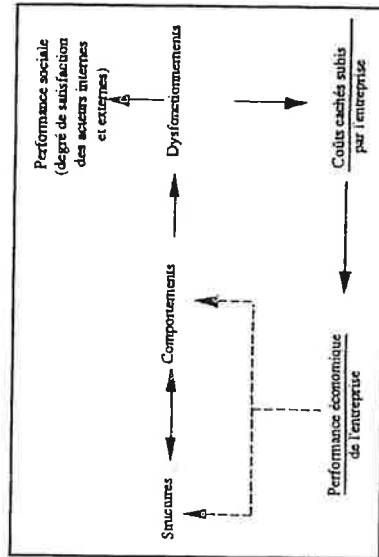 Performance sociale
(degré de satisfaction
des acteurs internes
et externes)
Structures
Comportements
Dysfonctionnements
Performance économique
de l'entreprise
Coûts cachés subis
par l'entreprise